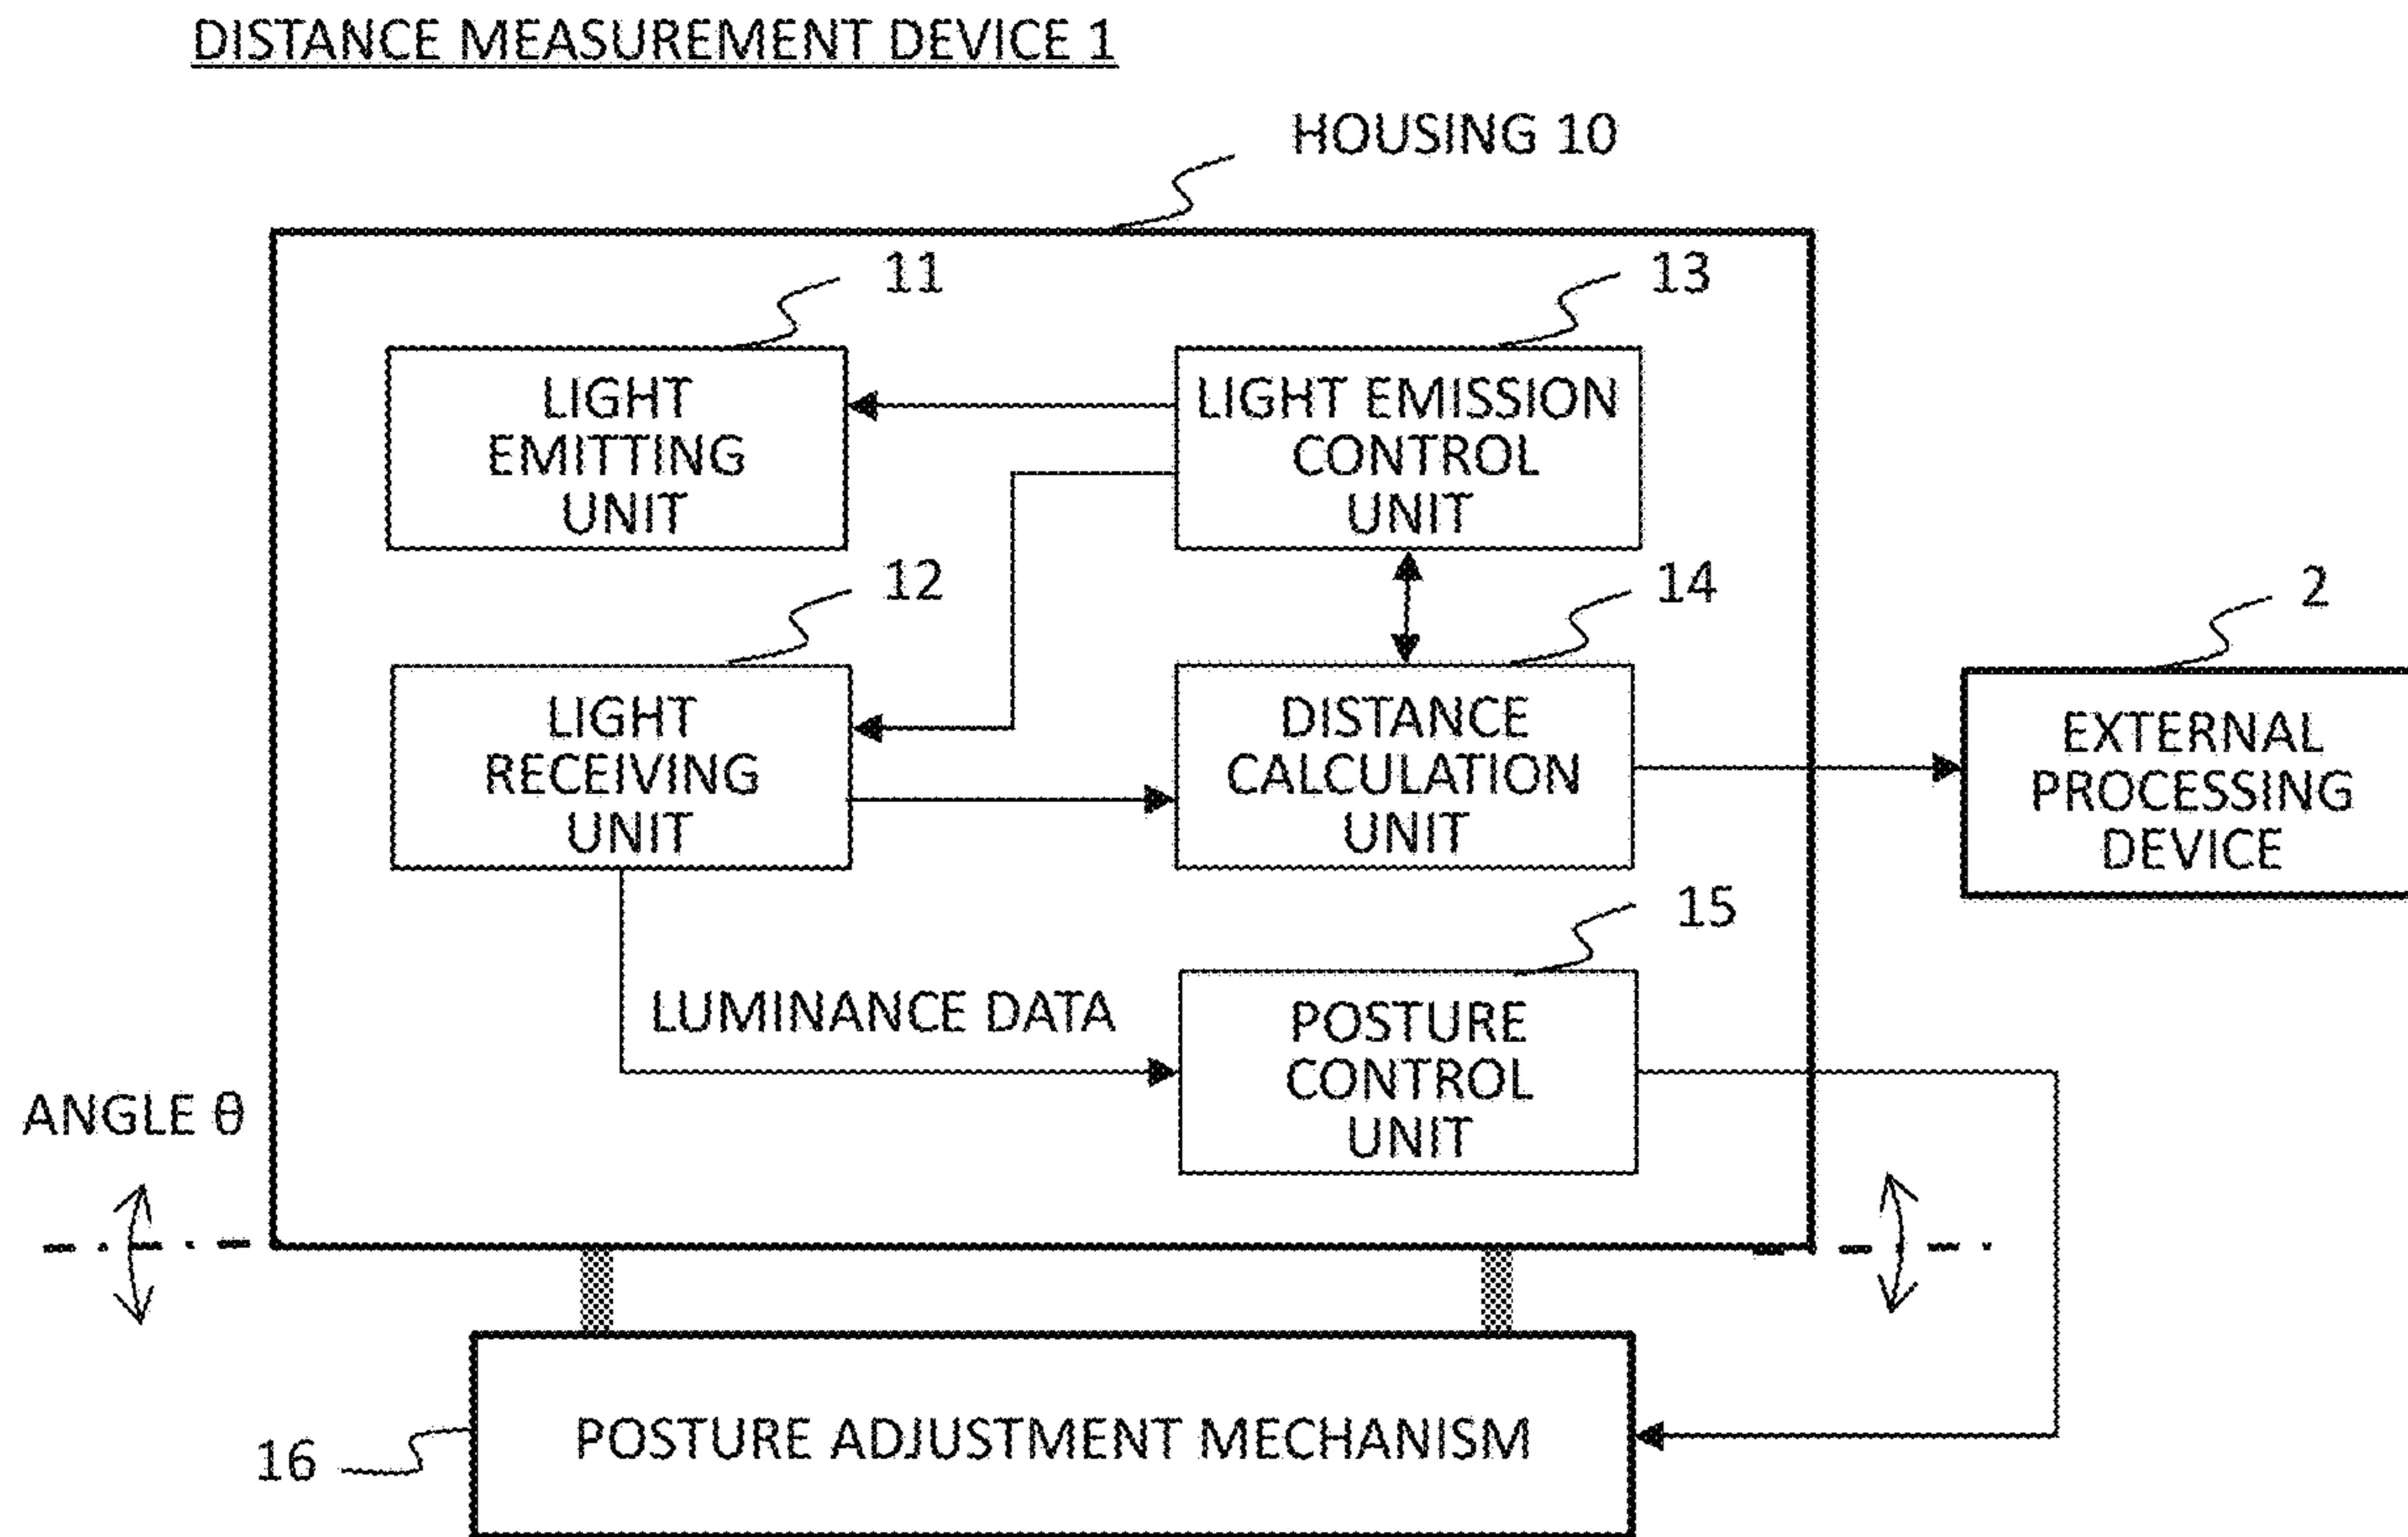 DISTANCE MEASUREMENT DEVICE 1
HOUSING 10
11
13
LIGHT
EMITTING
UNIT
LIGHT EMISSION
CONTROL
UNIT
12
14
2
LIGHT
RECEIVING
UNIT
DISTANCE
CALCULATION
UNIT
EXTERNAL
PROCESSING
DEVICE
15
LUMINANCE DATA
POSTURE
CONTROL
UNIT
ANGLE θ
16
POSTURE ADJUSTMENT MECHANISM